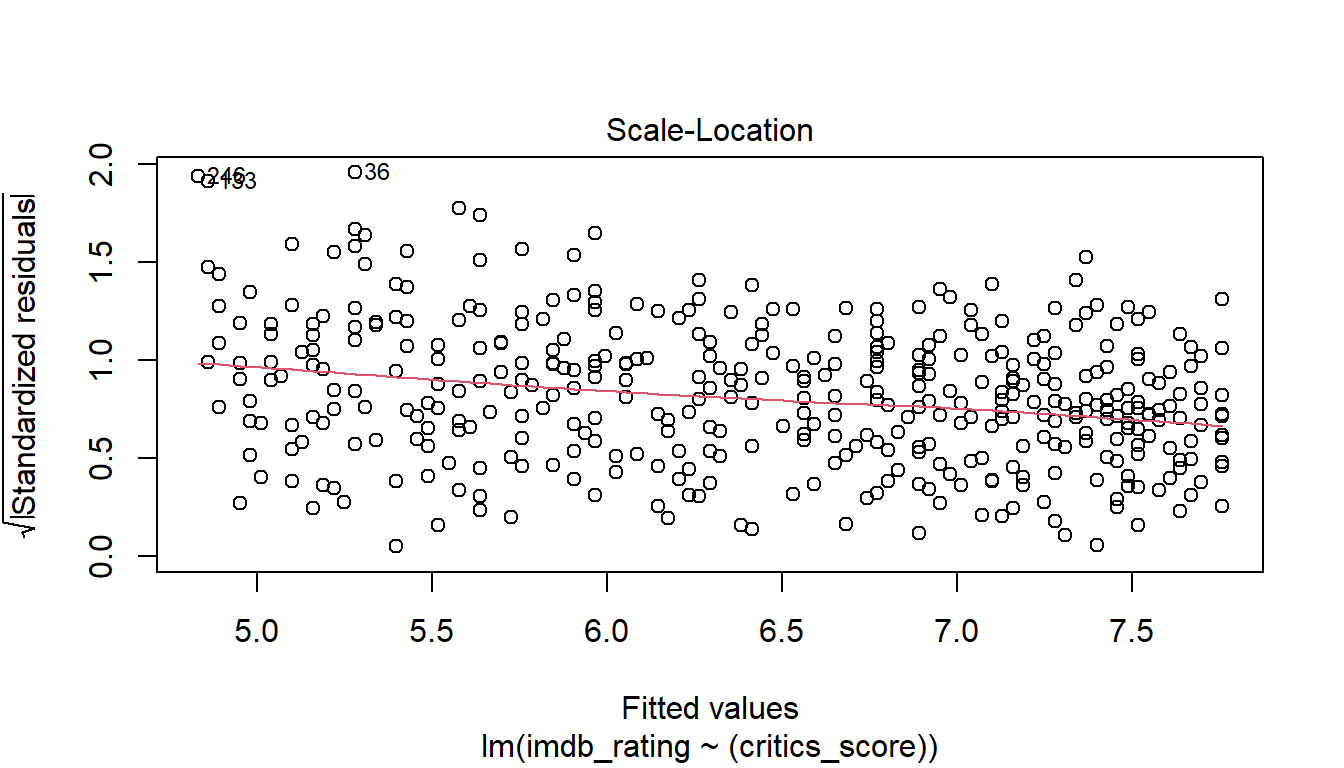 Scale-Location
√|Standardized residuals|
2.0
1.5
1.0
0.5
0.0
246
133
36
5.0 5.5 6.0 6.5 7.0 7.5
Fitted values
lm(imdb_rating ~ (critics_score))